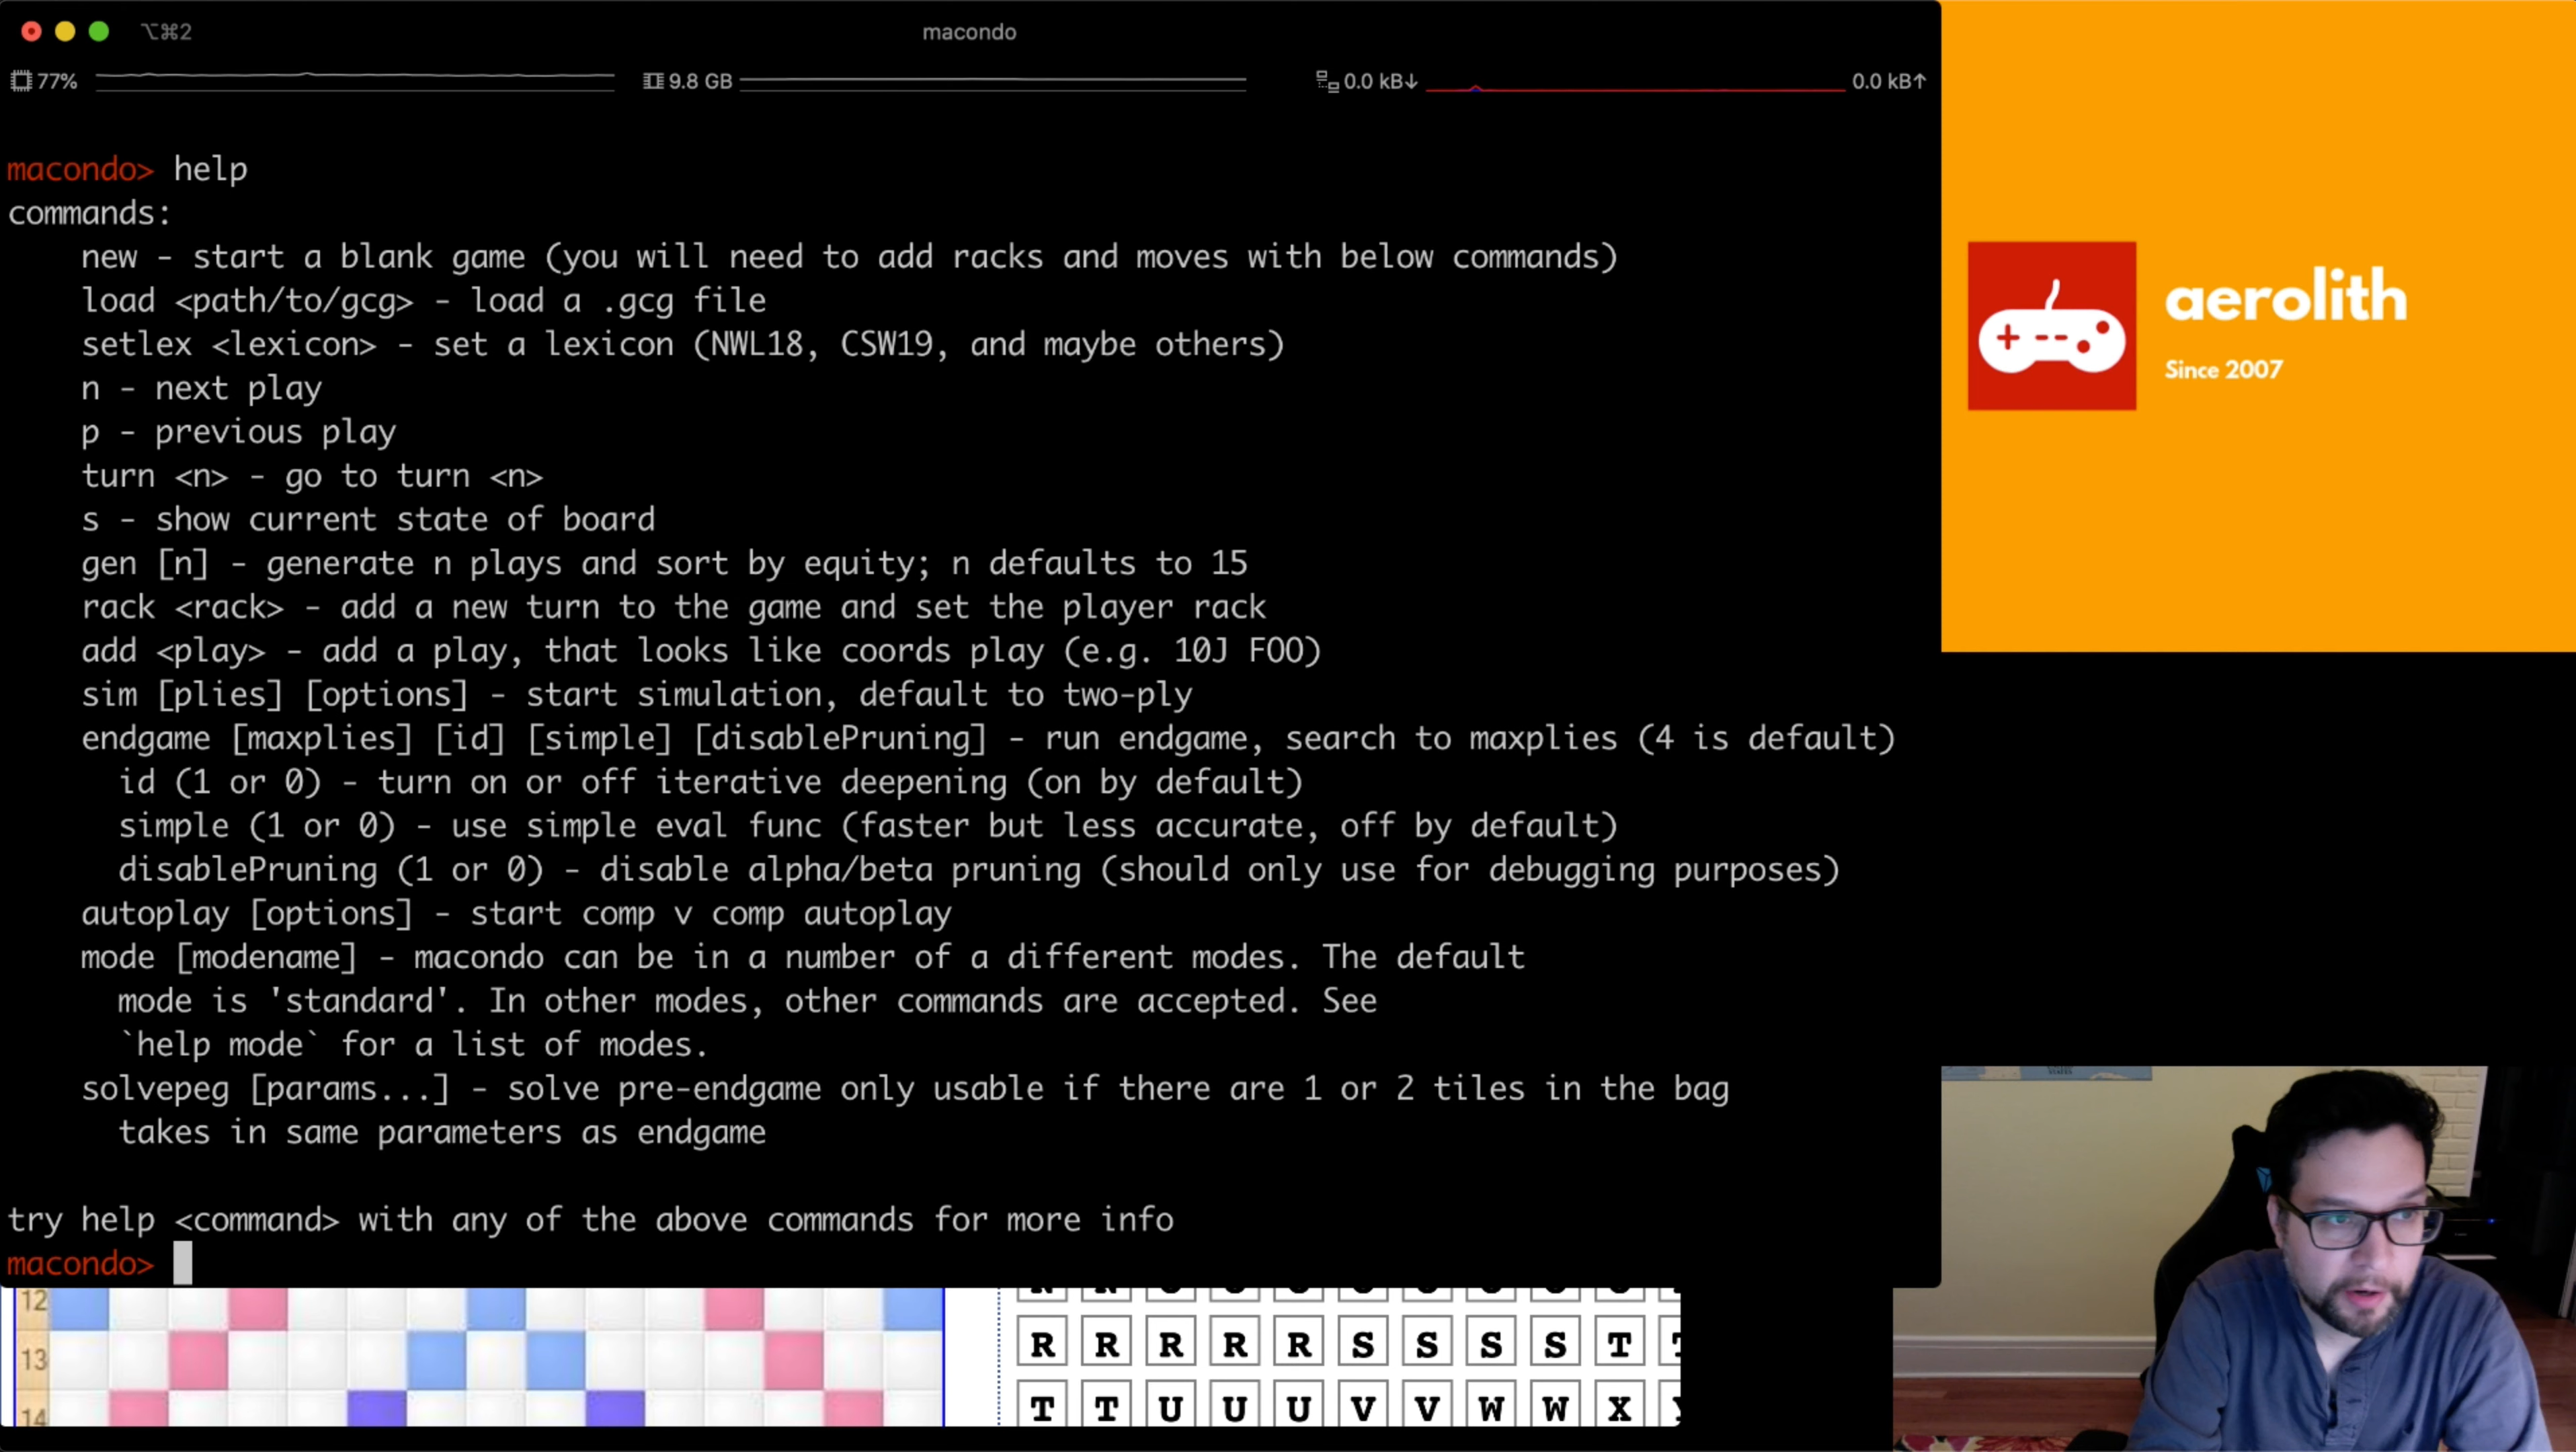 ⌥⌘2
macondo
77%
9.8 GB
0.0 kB↓
0.0 kB↑
macondo> help
commands:
new - start a blank game (you will need to add racks and moves with below commands)
load <path/to/gcg> - load a .gcg file
setlex <lexicon> - set a lexicon (NWL18, CSW19, and maybe others)
n - next play
p - previous play
turn <n> - go to turn <n>
s - show current state of board
gen [n] - generate n plays and sort by equity; n defaults to 15
rack <rack> - add a new turn to the game and set the player rack
add <play> - add a play, that looks like coords play (e.g. 10J FOO)
sim [plies] [options] - start simulation, default to two-ply
endgame [maxplies] [id] [simple] [disablePruning] - run endgame, search to maxplies (4 is default)
id (1 or 0) - turn on or off iterative deepening (on by default)
simple (1 or 0) - use simple eval func (faster but less accurate, off by default)
disablePruning (1 or 0) - disable alpha/beta pruning (should only use for debugging purposes)
autoplay [options] - start comp v comp autoplay
mode [modename] - macondo can be in a number of a different modes. The default
mode is 'standard'. In other modes, other commands are accepted. See
`help mode` for a list of modes.
solvepeg [params...] - solve pre-endgame only usable if there are 1 or 2 tiles in the bag
takes in same parameters as endgame
try help <command> with any of the above commands for more info
macondo>
aerolith
Since 2007
12
13
14
R R R R R S S S S T
T T U U U V V W W X